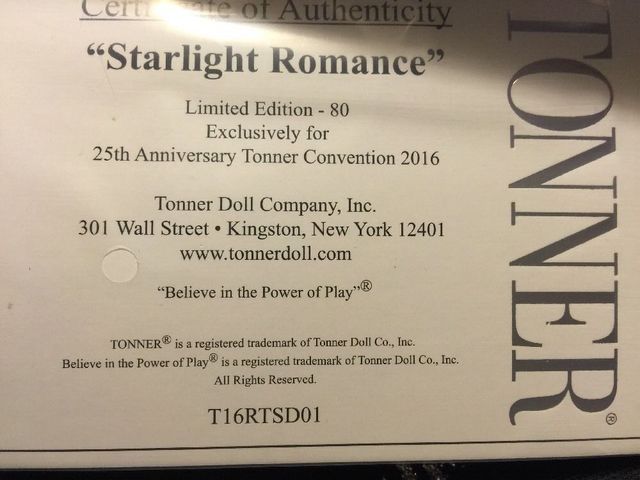 Certificate of Authenticity
“Starlight Romance”
Limited Edition - 80
Exclusively for
25th Anniversary Tonner Convention 2016
Tonner Doll Company, Inc.
301 Wall Street • Kingston, New York 12401
www.tonnerdoll.com
“Believe in the Power of Play”®
TONNER® is a registered trademark of Tonner Doll Co., Inc.
Believe in the Power of Play® is a registered trademark of Tonner Doll Co., Inc.
All Rights Reserved.
T16RTSD01
TONNER®